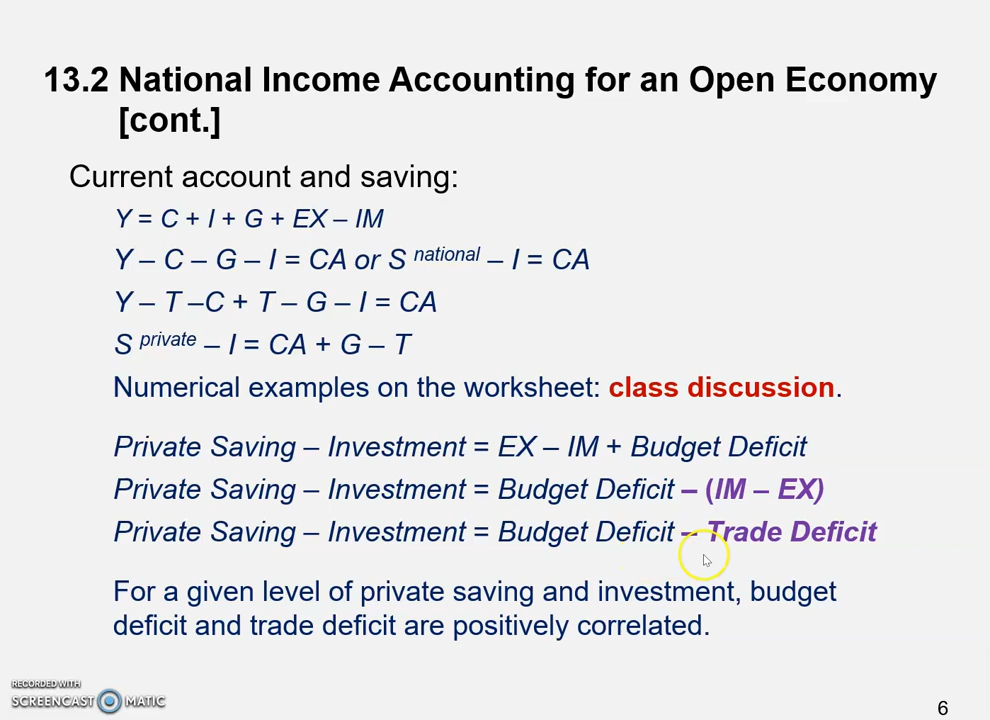 13.2 National Income Accounting for an Open Economy
[cont.]
Current account and saving:
Y = C + I + G + EX – IM
Y – C – G – I = CA or S national – I = CA
Y – T –C + T – G – I = CA
S private – I = CA + G – T
Numerical examples on the worksheet: class discussion.
Private Saving – Investment = EX – IM + Budget Deficit
Private Saving – Investment = Budget Deficit – (IM – EX)
Private Saving – Investment = Budget Deficit – Trade Deficit
For a given level of private saving and investment, budget
deficit and trade deficit are positively correlated.
RECORDED WITH
SCREENCAST MATIC
6